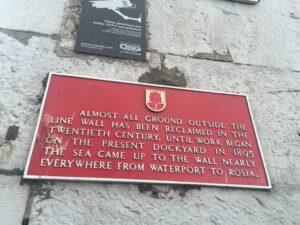 OSG
ALMOST ALL GROUND OUTSIDE THE
LINE WALL HAS BEEN RECLAIMED IN THE
TWENTIETH CENTURY. UNTIL WORK BEGAN
ON THE PRESENT DOCKYARD IN 1895
THE SEA CAME UP TO THE WALL NEARLY
EVERYWHERE FROM WATERPORT TO ROSIA.